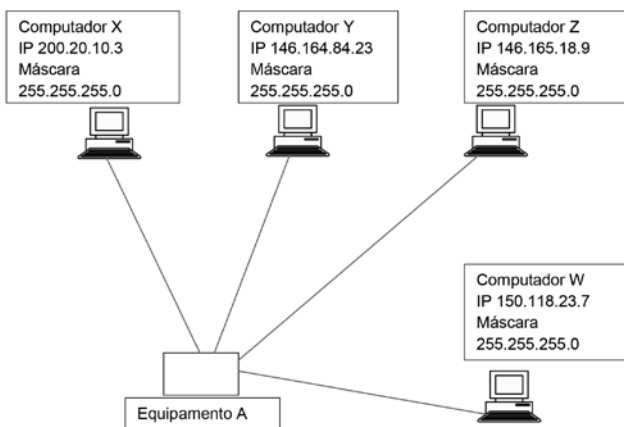 Computador X
IP 200.20.10.3
Máscara
255.255.255.0
Computador Y
IP 146.164.84.23
Máscara
255.255.255.0
Computador Z
IP 146.165.18.9
Máscara
255.255.255.0
Computador W
IP 150.118.23.7
Máscara
255.255.255.0
Equipamento A